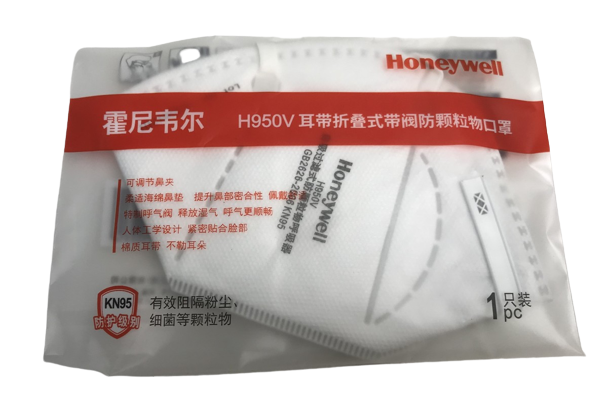 Honeywell
霍尼韦尔 H950V 耳带折叠式带阀防颗粒物口罩
可调节鼻夹
柔适海绵鼻垫 提升鼻部密合性 佩戴
特制呼气阀 释放湿气 呼气更顺畅
人体工学设计 紧密贴合脸部
棉质耳带 不勒耳朵
Honeywell
H950V
GB2626-2006 KN95
KN95
防护级别
有效阻隔粉尘、
细菌等颗粒物
1只装
pc